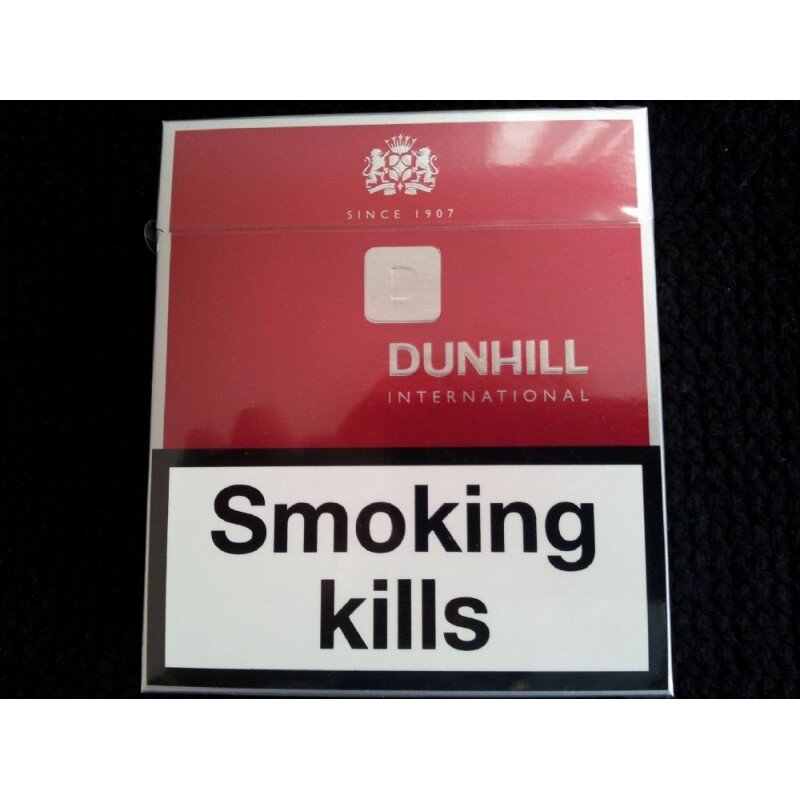 SINCE 1907
D
DUNHILL
INTERNATIONAL
Smoking
kills